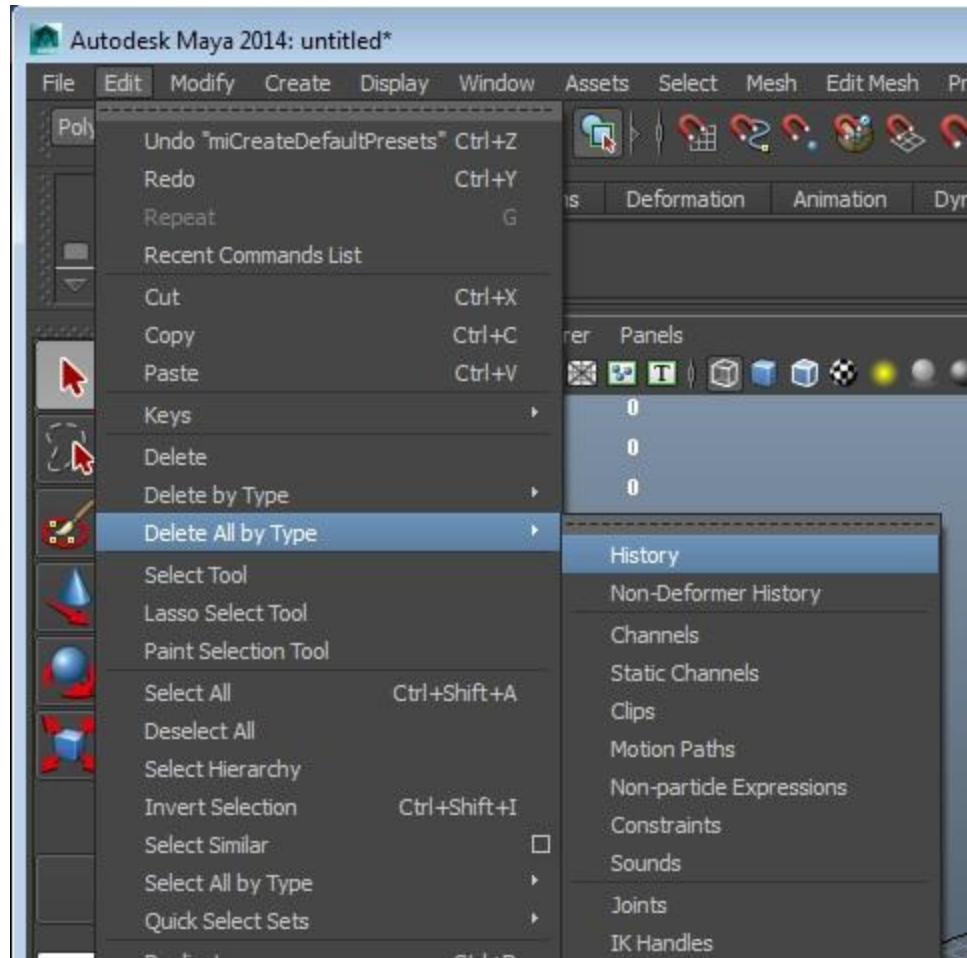 Autodesk Maya 2014: untitled*
File Edit Modify Create Display Window Assets Select Mesh Edit Mesh
Undo "miCreateDefaultPresets" Ctrl+Z
Redo Ctrl+Y
Repeat G
Recent Commands List
Cut Ctrl+X
Copy Ctrl+C
Paste Ctrl+V
Keys
Delete
Delete by Type
Delete All by Type
Select Tool
Lasso Select Tool
Paint Selection Tool
Select All Ctrl+Shift+A
Deselect All
Select Hierarchy
Invert Selection Ctrl+Shift+I
Select Similar
Select All by Type
Quick Select Sets
Deformation Animation
Panels
T
0
0
0
History
Non-Deformer History
Channels
Static Channels
Clips
Motion Paths
Non-particle Expressions
Constraints
Sounds
Joints
IK Handles